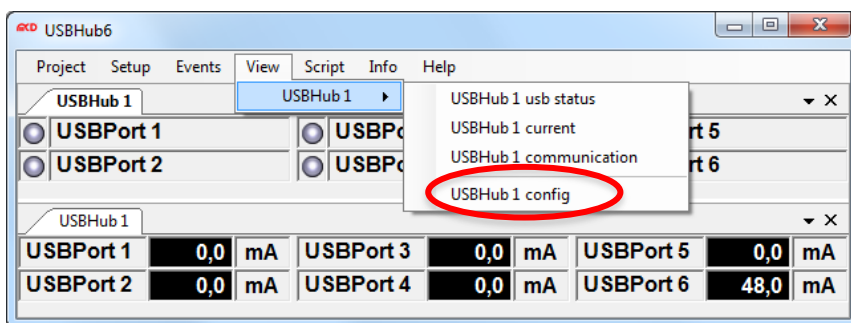 USBHub6
Project Setup Events View Script Info Help
USBHub 1
USBHub 1
USBHub 1 usb status
USBHub 1 current
USBHub 1 communication
USBHub 1 config
USBPort 1 USBPo rt 5
USBPort 2 USBPo rt 6
USBHub 1
USBPort 1 0,0 mA USBPort 3 0,0 mA USBPort 5 0,0 mA
USBPort 2 0,0 mA USBPort 4 0,0 mA USBPort 6 48,0 mA